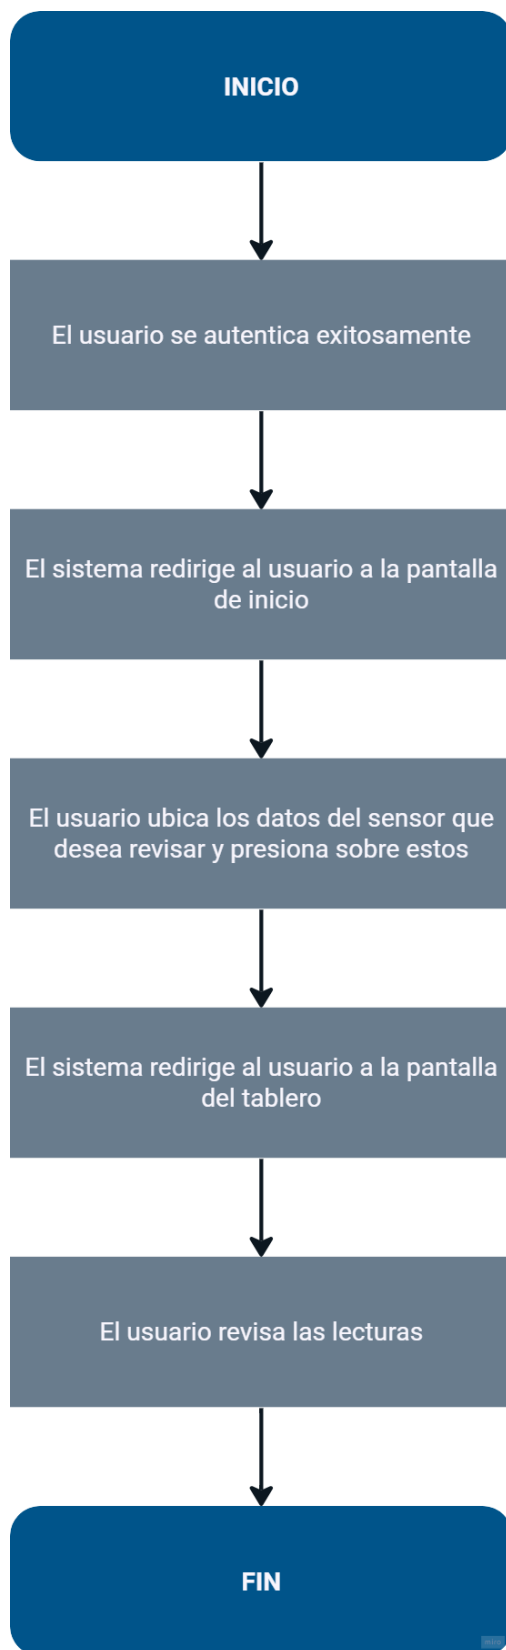 INICIO
El usuario se autentica exitosamente
El sistema redirige al usuario a la pantalla
de inicio
El usuario ubica los datos del sensor que
desea revisar y presiona sobre estos
El sistema redirige al usuario a la pantalla
del tablero
El usuario revisa las lecturas
FIN
miro